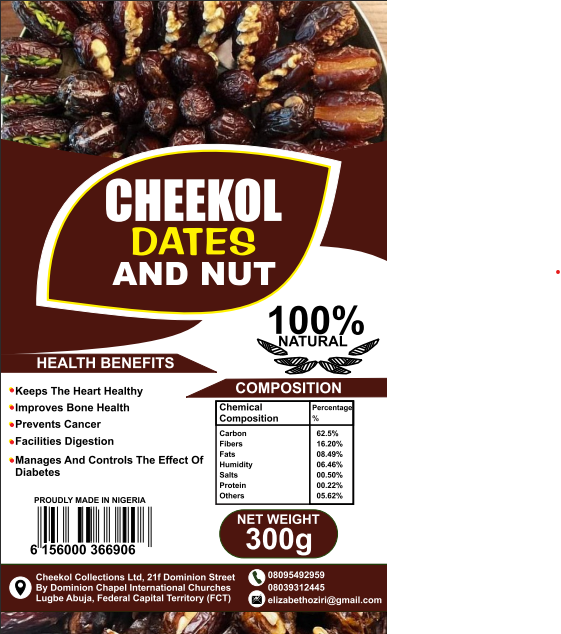 CHEEKOL
DATES
AND NUT
100%
NATURAL
HEALTH BENEFITS
Keeps The Heart Healthy
Improves Bone Health
Prevents Cancer
Facilities Digestion
Manages And Controls The Effect Of
Diabetes
COMPOSITION
Chemical Composition Percentage %
Carbon 62.5%
Fibers 16.20%
Fats 08.49%
Humidity 06.46%
Salts 00.50%
Protein 00.22%
Others 05.62%
PROUDLY MADE IN NIGERIA
6 156000 366906
NET WEIGHT
300g
Cheekol Collections Ltd, 21f Dominion Street
By Dominion Chapel International Churches
Lugbe Abuja, Federal Capital Territory (FCT)
08095492959
08039312445
elizabethoziri@gmail.com